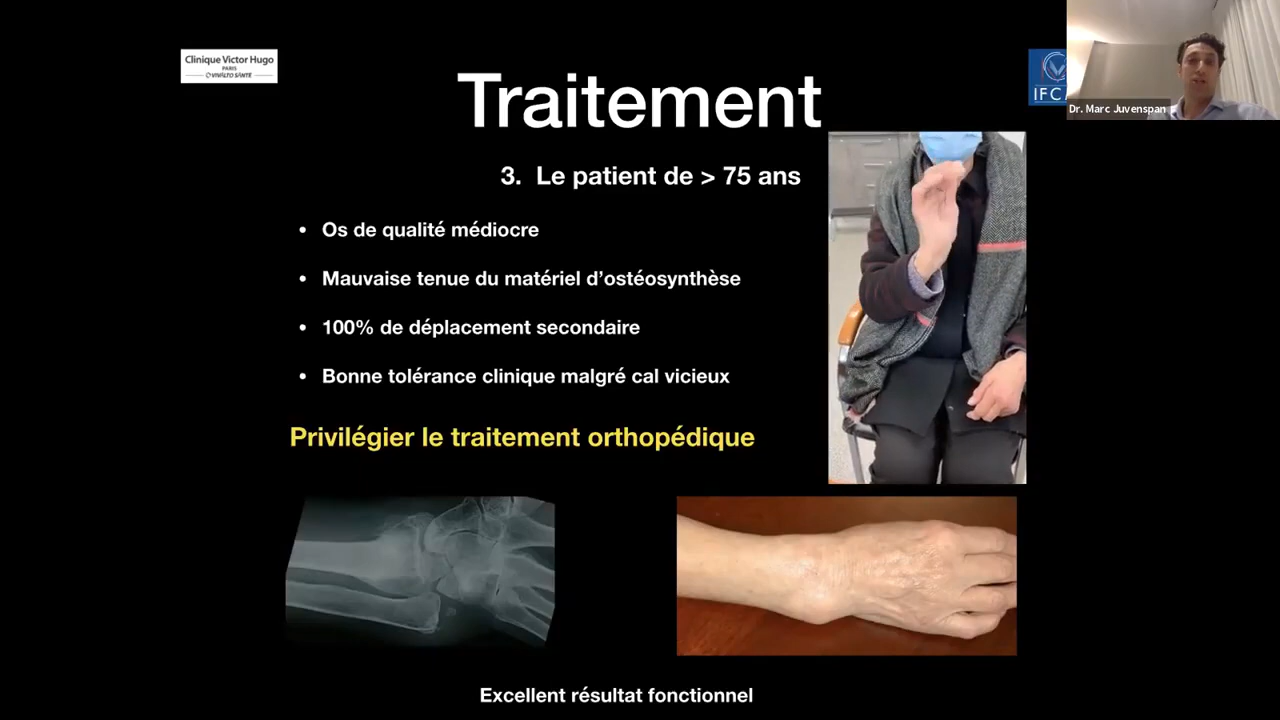 Clinique Victor Hugo
PARIS
VIVALTO SANTÉ
IFC
Dr. Marc Juvenspan
Traitement
3. Le patient de > 75 ans
• Os de qualité médiocre
• Mauvaise tenue du matériel d’ostéosynthèse
• 100% de déplacement secondaire
• Bonne tolérance clinique malgré cal vicieux
Privilégier le traitement orthopédique
Excellent résultat fonctionnel